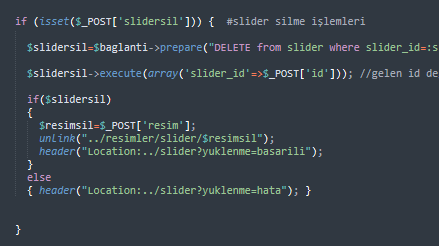 if (isset($_POST['slidersil'])) {  #slider silme işlemleri
$slidersil=$baglanti->prepare("DELETE from slider where slider_id=:s
$slidersil->execute(array('slider_id'=>$_POST['id'])); //gelen id de
if($slidersil)
{
$resimsil=$_POST['resim'];
unlink("../resimler/slider/$resimsil");
header("Location:../slider?yuklenme=basarili");
}
else
{ header("Location:../slider?yuklenme=hata"); }
}